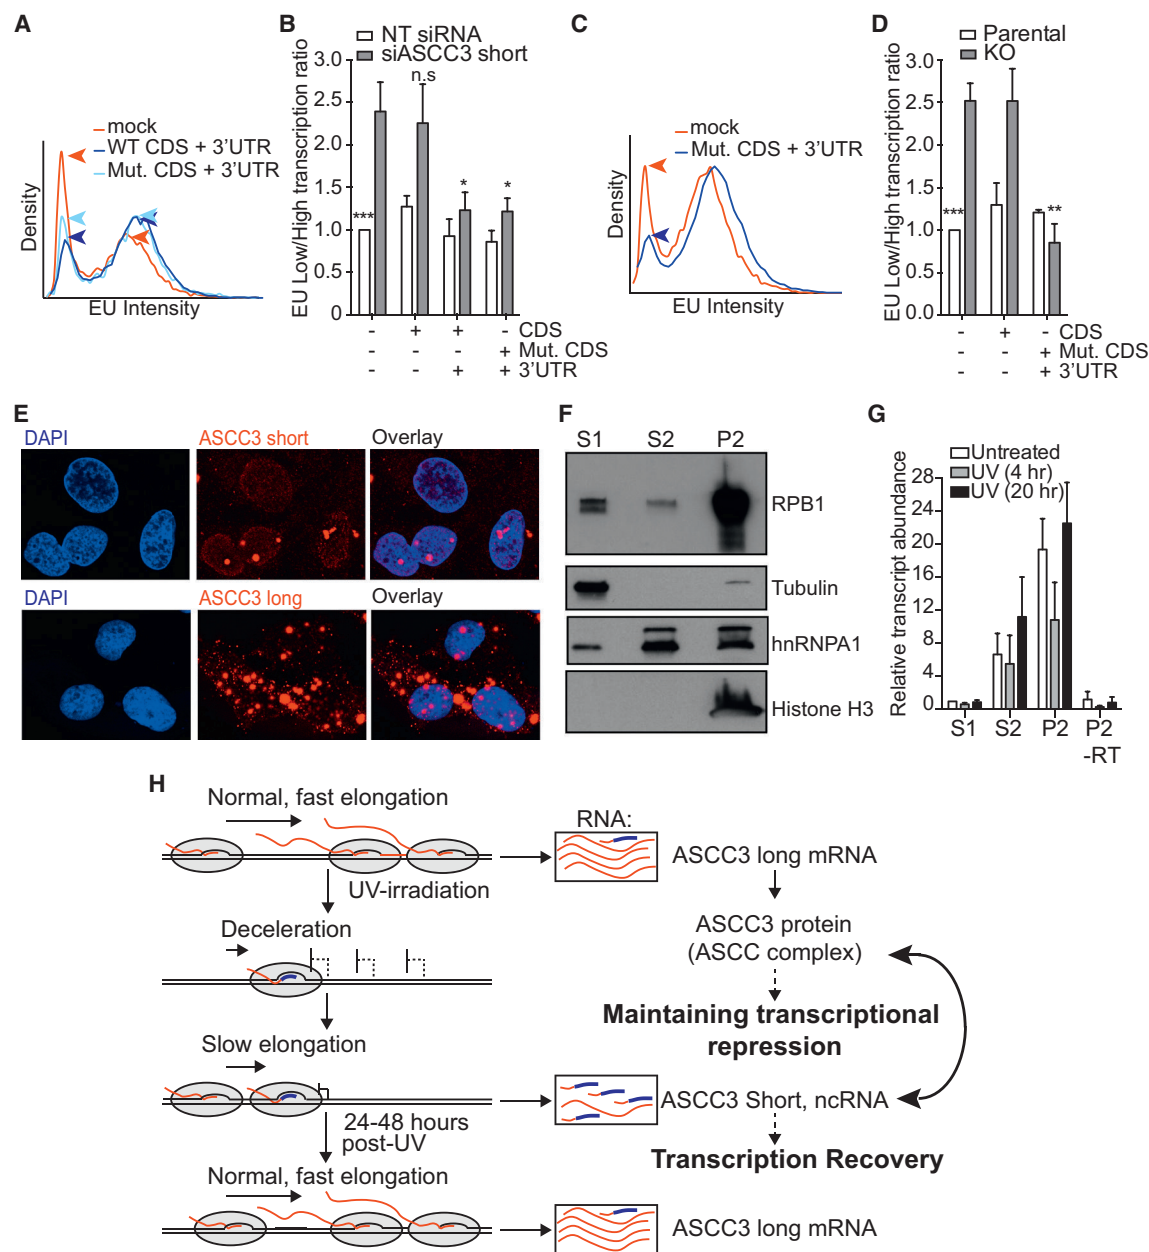 A
mock
WT CDS + 3'UTR
Mut. CDS + 3'UTR
Density
EU Intensity
B
NT siRNA
siASCC3 short
n.s
EU Low/High transcription ratio
3.0
2.5
2.0
1.5
1.0
0.5
0
***
*
*
- + + - CDS
- - - + Mut. CDS
- - + + 3'UTR
C
mock
Mut. CDS + 3'UTR
Density
EU Intensity
D
Parental
KO
EU Low/High transcription ratio
3.0
2.5
2.0
1.5
1.0
0.5
0.0
***
**
- + - CDS
- - + Mut. CDS
- - + 3'UTR
E
DAPI
ASCC3 short
Overlay
DAPI
ASCC3 long
Overlay
F
S1 S2 P2
RPB1
Tubulin
hnRNPA1
Histone H3
G
Untreated
UV (4 hr)
UV (20 hr)
Relative transcript abundance
28
24
20
16
12
8
4
0
S1 S2 P2 P2
-RT
H
Normal, fast elongation
RNA:
ASCC3 long mRNA
UV-irradiation
Deceleration
ASCC3 protein
(ASCC complex)
Maintaining transcriptional
repression
Slow elongation
ASCC3 Short, ncRNA
24-48 hours
post-UV
Transcription Recovery
Normal, fast elongation
ASCC3 long mRNA